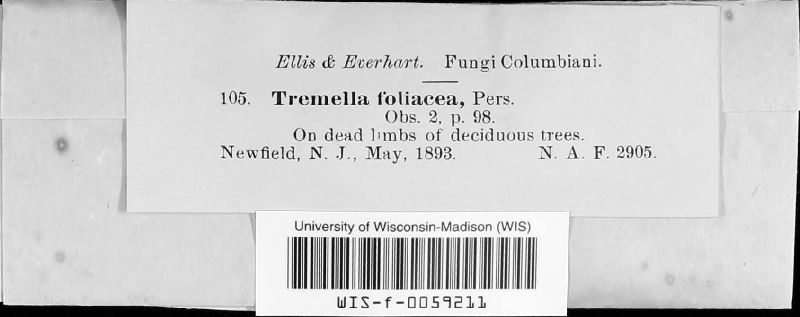 Ellis & Everhart. Fungi Columbiani.
105. Tremella foliacea, Pers.
Obs. 2, p. 98.
On dead limbs of deciduous trees.
Newfield, N. J., May, 1893. N. A. F. 2905.
University of Wisconsin-Madison (WIS)
WIS-f-0059211